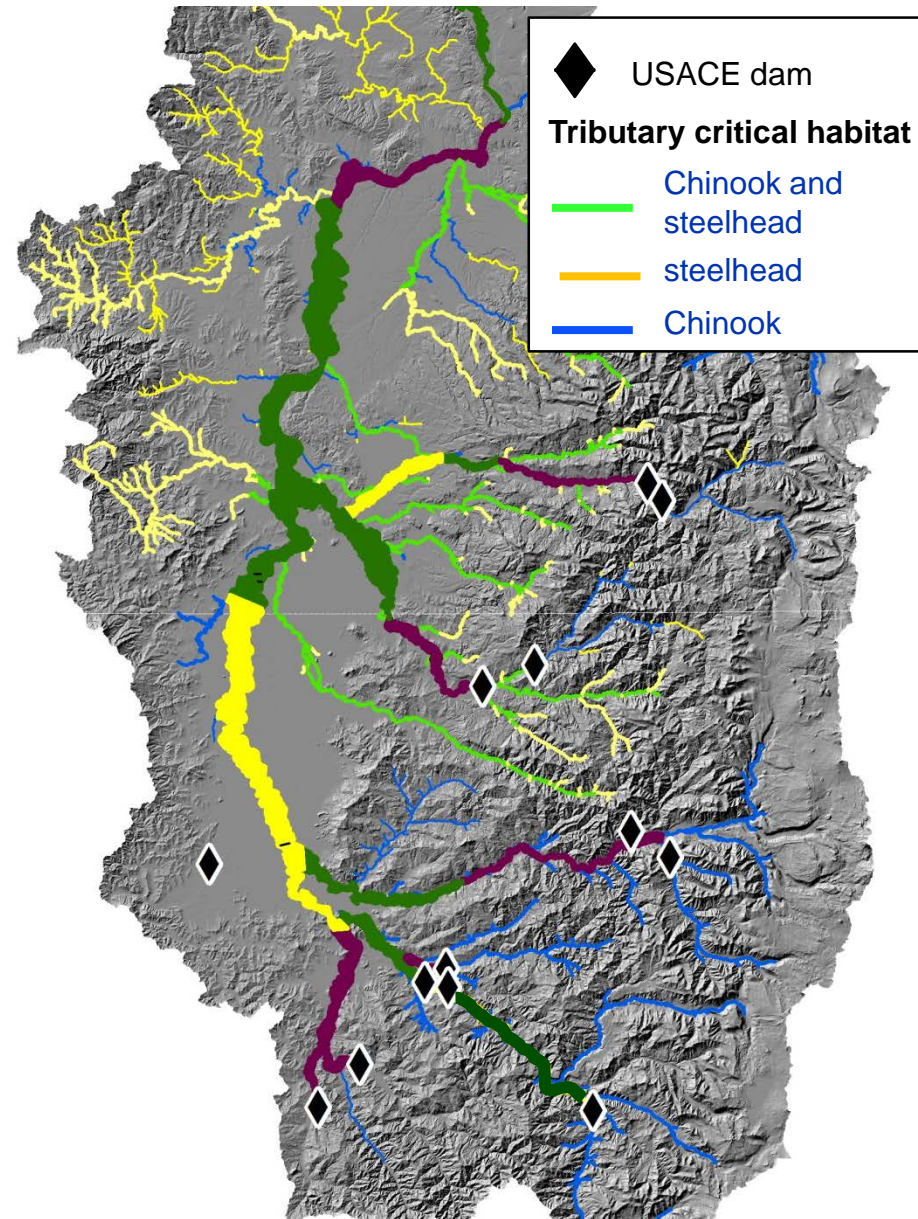 USACE dam
Tributary critical habitat
Chinook and
steelhead
steelhead
Chinook